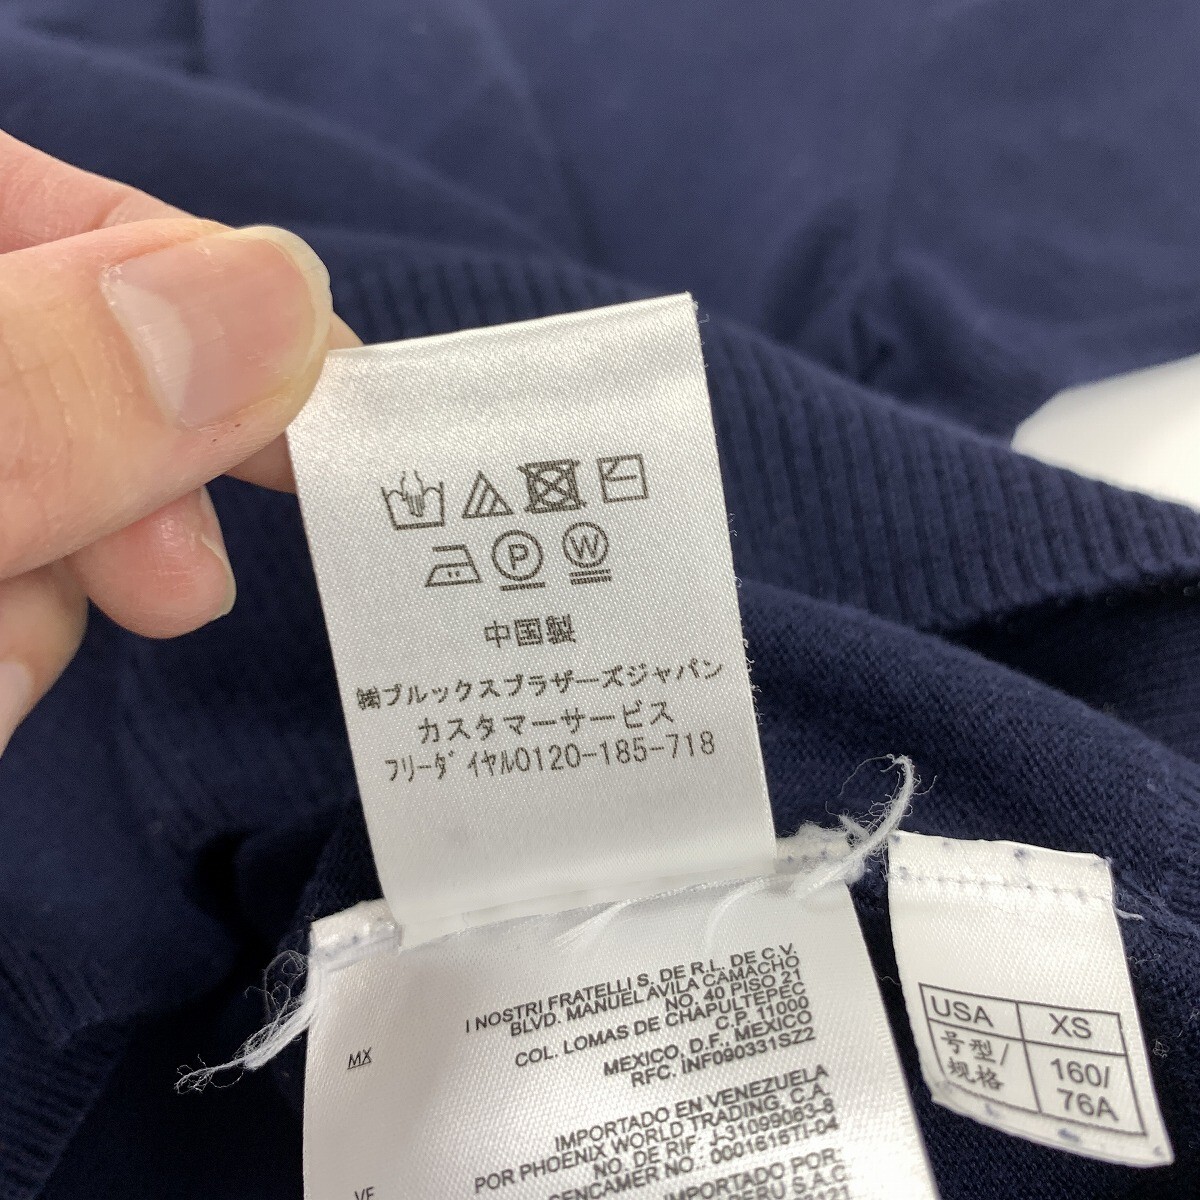 P W
中国製
㈱ブルックスブラザーズジャパン
カスタマーサービス
フリーダイヤル0120-185-718
MX
I NOSTRI FRATELLI S. DE R.L. DE C.V.
BLVD. MANUEL AVILA CAMACHO
NO. 40 PISO 21
COL. LOMAS DE CHAPULTEPEC
C.P. 11000
MEXICO, D.F., MEXICO
RFC. INF090331SZ2
IMPORTADO EN VENEZUELA
POR PHOENIX WORLD TRADING, C.A.
NO. DE RIF: J-31099063-8
SENCAMER NO.: 0001616TI-04
VE
IMPORTADO POR:
PERU S.A.C
USA XS
号型/规格 160/76A